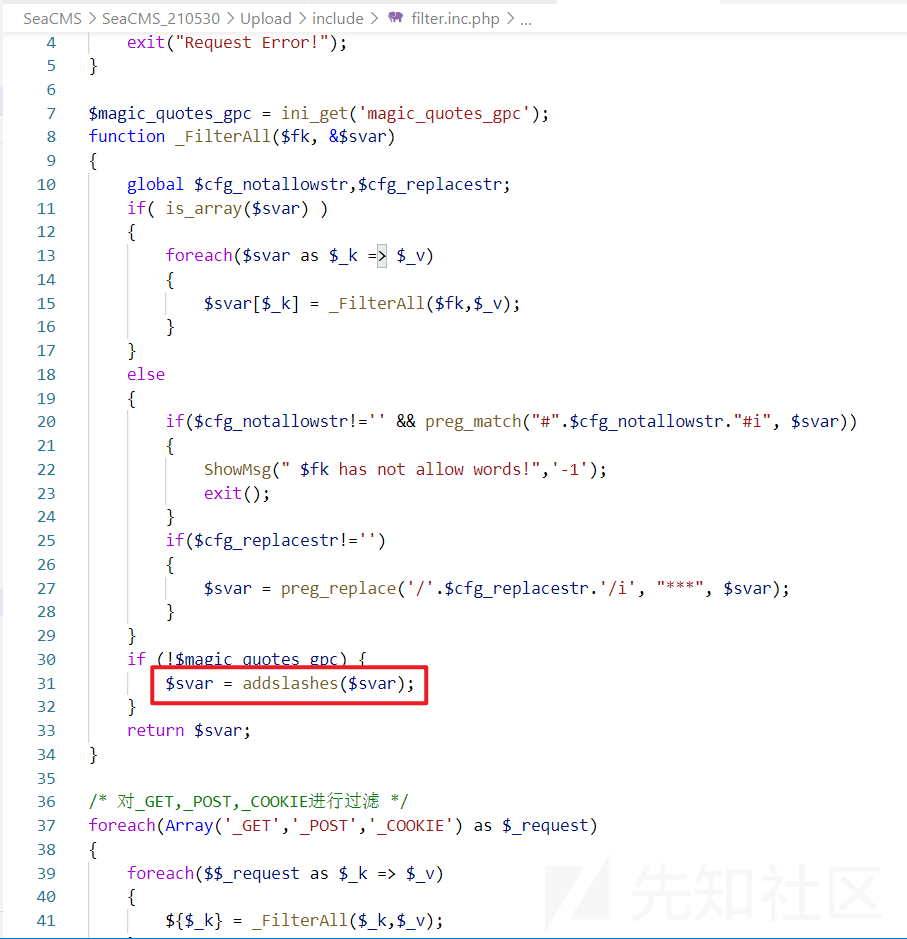 SeaCMS > SeaCMS_210530 > Upload > include > filter.inc.php > ...
4 exit("Request Error!");
5 }
6
7 $magic_quotes_gpc = ini_get('magic_quotes_gpc');
8 function _FilterAll($fk, &$svar)
9 {
10 global $cfg_notallowstr,$cfg_replacestr;
11 if( is_array($svar) )
12 {
13 foreach($svar as $_k => $_v)
14 {
15 $svar[$_k] = _FilterAll($fk,$_v);
16 }
17 }
18 else
19 {
20 if($cfg_notallowstr!='' && preg_match("#".$cfg_notallowstr."#i", $svar))
21 {
22 ShowMsg(" $fk has not allow words!",'-1');
23 exit();
24 }
25 if($cfg_replacestr!='')
26 {
27 $svar = preg_replace('/'.$cfg_replacestr.'/i', "***", $svar);
28 }
29 }
30 if (!$magic_quotes_gpc) {
31 $svar = addslashes($svar);
32 }
33 return $svar;
34 }
35
36 /* 对_GET,_POST,_COOKIE进行过滤 */
37 foreach(Array('_GET','_POST','_COOKIE') as $_request)
38 {
39 foreach($$_request as $_k => $_v)
40 {
41 ${$_k} = _FilterAll($_k,$_v);
先知社区